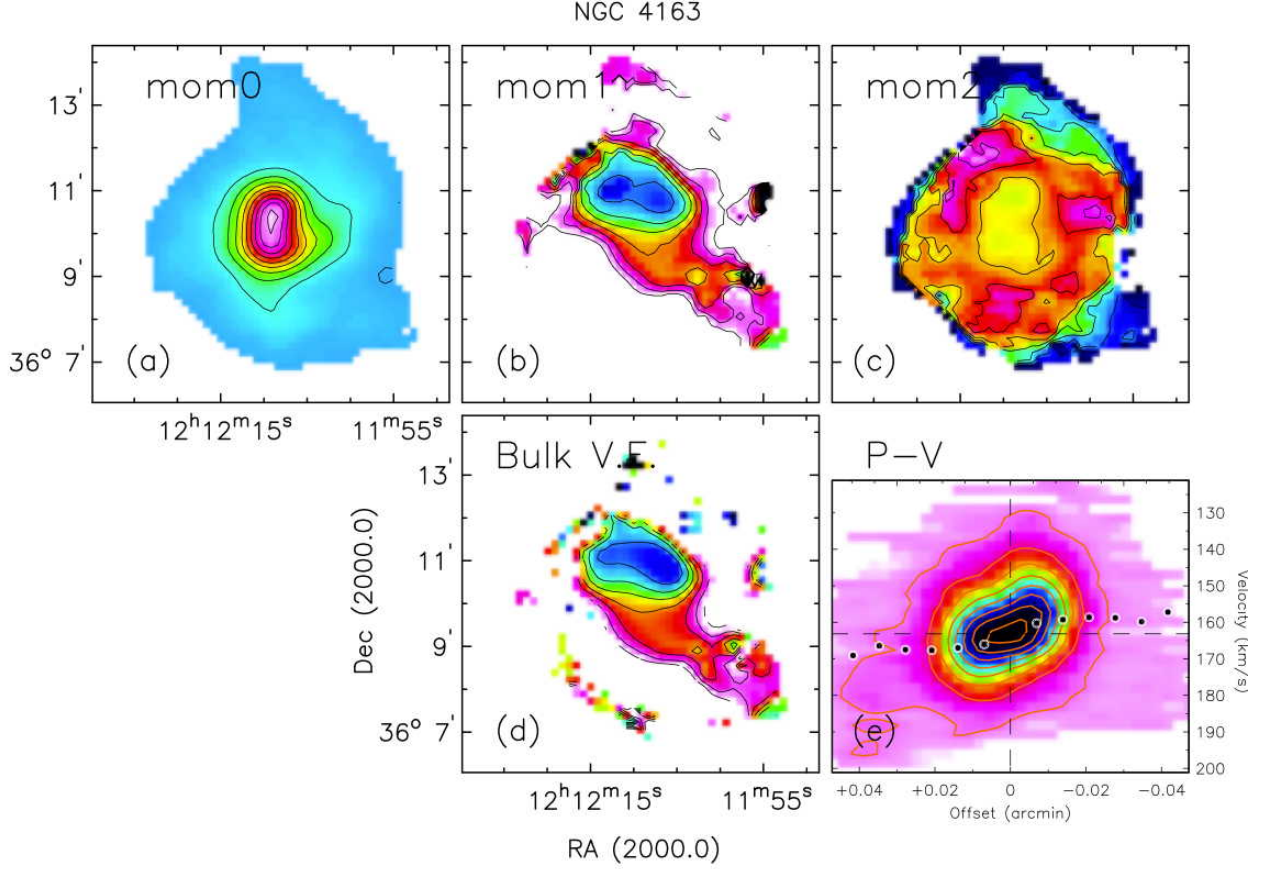 NGC 4163
mom0
mom1
mom2
13'
11'
9'
36° 7'
(a)
(b)
(c)
12ʰ12ᵐ15ˢ
11ᵐ55ˢ
Bulk V.F.
P-V
13'
11'
9'
36° 7'
Dec (2000.0)
(d)
(e)
130
140
150
160
170
180
190
200
Velocity (km/s)
+0.04
+0.02
0
-0.02
-0.04
Offset (arcmin)
12ʰ12ᵐ15ˢ
11ᵐ55ˢ
RA (2000.0)